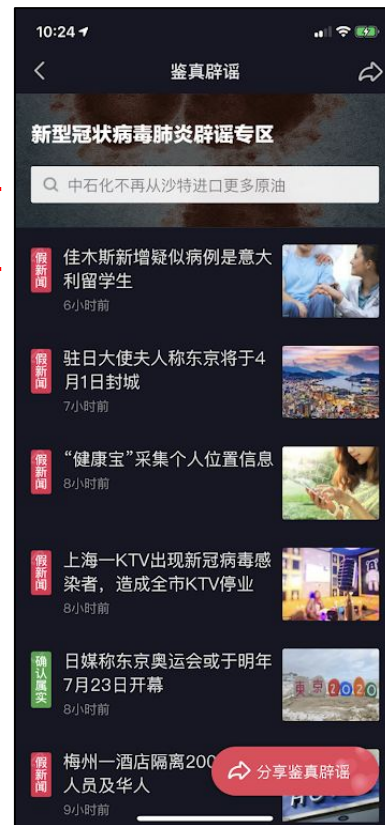 10:24
鉴真辟谣
新型冠状病毒肺炎辟谣专区
中石化不再从沙特进口更多原油
假新闻
佳木斯新增疑似病例是意大
利留学生
6小时前
假新闻
驻日大使夫人称东京将于4
月1日封城
7小时前
假新闻
“健康宝”采集个人位置信息
8小时前
假新闻
上海一KTV出现新冠病毒感
染者，造成全市KTV停业
8小时前
确认属实
日媒称东京奥运会或于明年
7月23日开幕
8小时前
東京2020
假新闻
梅州一酒店隔离200
人员及华人
9小时前
分享鉴真辟谣